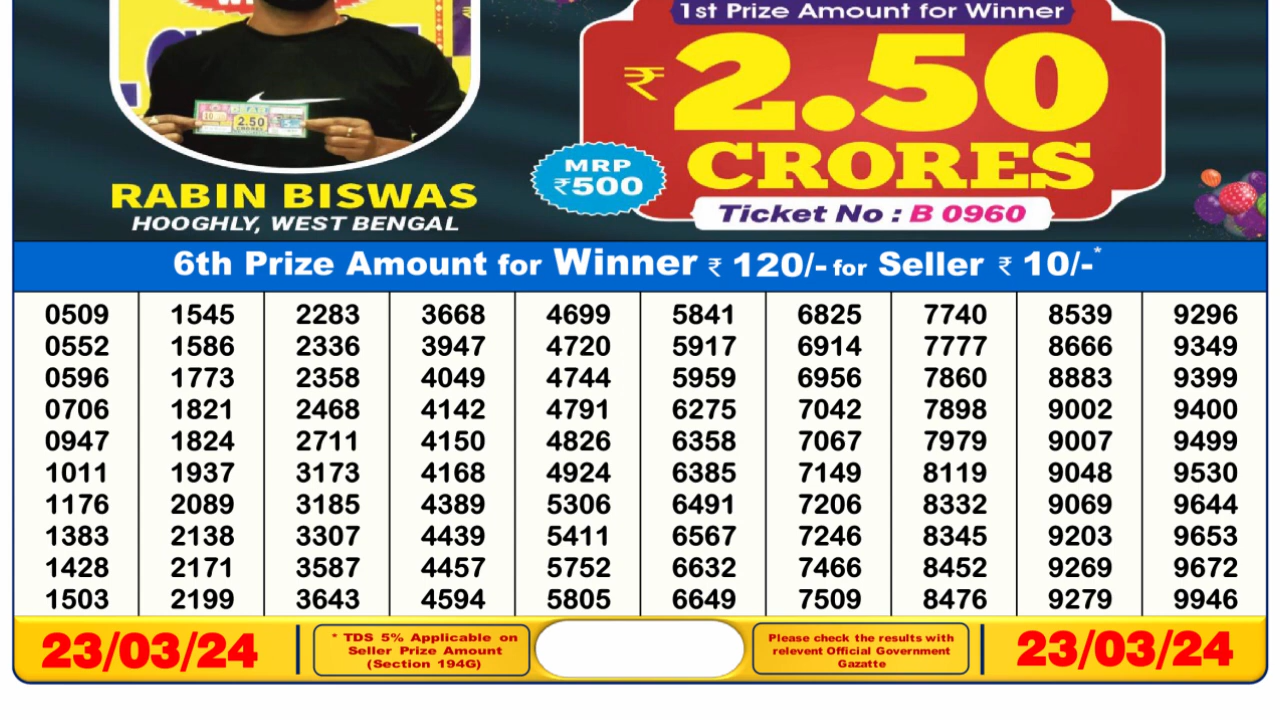 1st Prize Amount for Winner
₹ 2.50
CRORES
MRP
₹500
Ticket No : B 0960
2.50
CRORES
RABIN BISWAS
HOOGHLY, WEST BENGAL
6th Prize Amount for Winner ₹ 120/- for Seller ₹ 10/-*
0509 1545 2283 3668 4699 5841 6825 7740 8539 9296
0552 1586 2336 3947 4720 5917 6914 7777 8666 9349
0596 1773 2358 4049 4744 5959 6956 7860 8883 9399
0706 1821 2468 4142 4791 6275 7042 7898 9002 9400
0947 1824 2711 4150 4826 6358 7067 7979 9007 9499
1011 1937 3173 4168 4924 6385 7149 8119 9048 9530
1176 2089 3185 4389 5306 6491 7206 8332 9069 9644
1383 2138 3307 4439 5411 6567 7246 8345 9203 9653
1428 2171 3587 4457 5752 6632 7466 8452 9269 9672
1503 2199 3643 4594 5805 6649 7509 8476 9279 9946
23/03/24
* TDS 5% Applicable on
Seller Prize Amount
(Section 194G)
Please check the results with
relevent Official Government
Gazatte
23/03/24